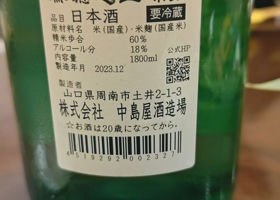 品目 日本酒 要冷蔵
原材料名 米(国産)・米麹(国産米)
精米歩合 60%
アルコール分 18% 公式HP
内容量 1800ml
製造年月 2023.12
製造者
山口県周南市土井2-1-3
株式会社 中島屋酒造場
☆お酒は20歳になってから。
4519292002327